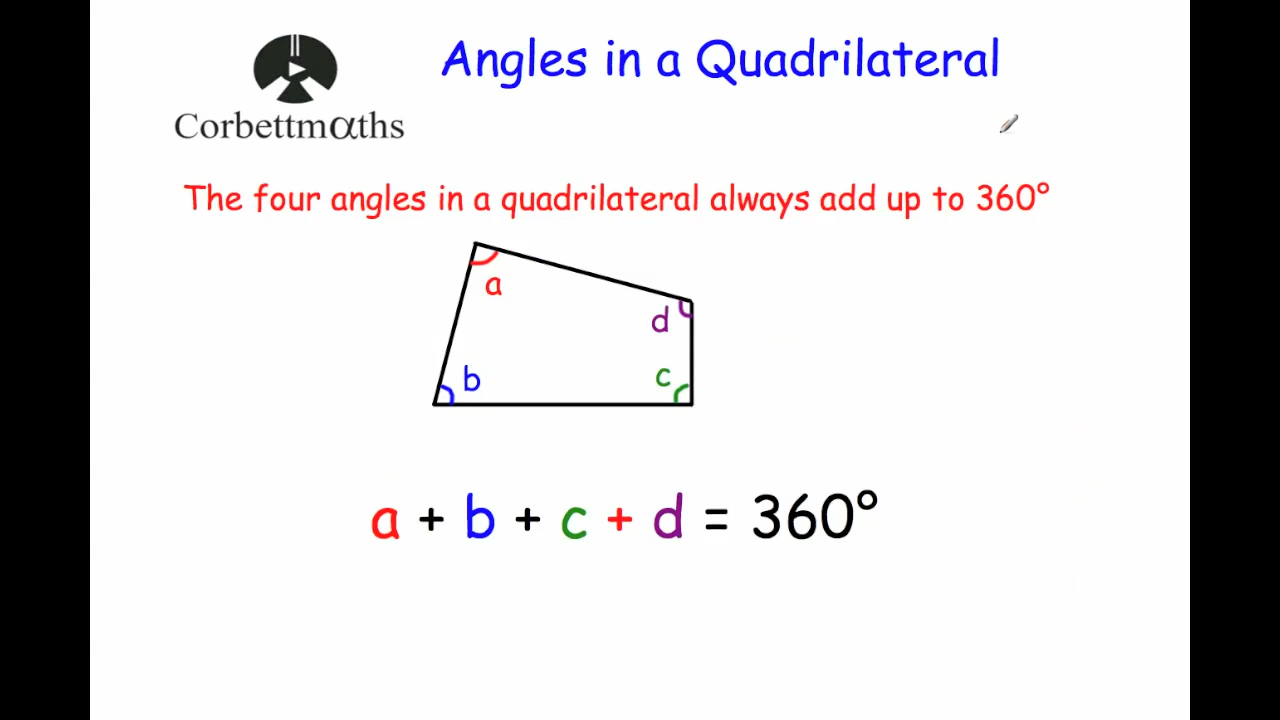 Angles in a Quadrilateral
Corbettmαths
The four angles in a quadrilateral always add up to 360°
a
d
b
c
a + b + c + d = 360°